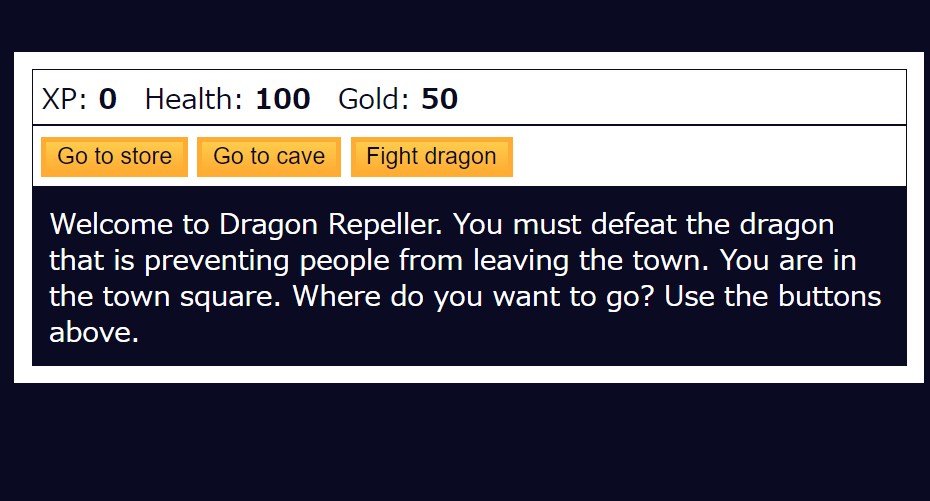 XP: 0 Health: 100 Gold: 50
Go to store Go to cave Fight dragon
Welcome to Dragon Repeller. You must defeat the dragon
that is preventing people from leaving the town. You are in
the town square. Where do you want to go? Use the buttons
above.